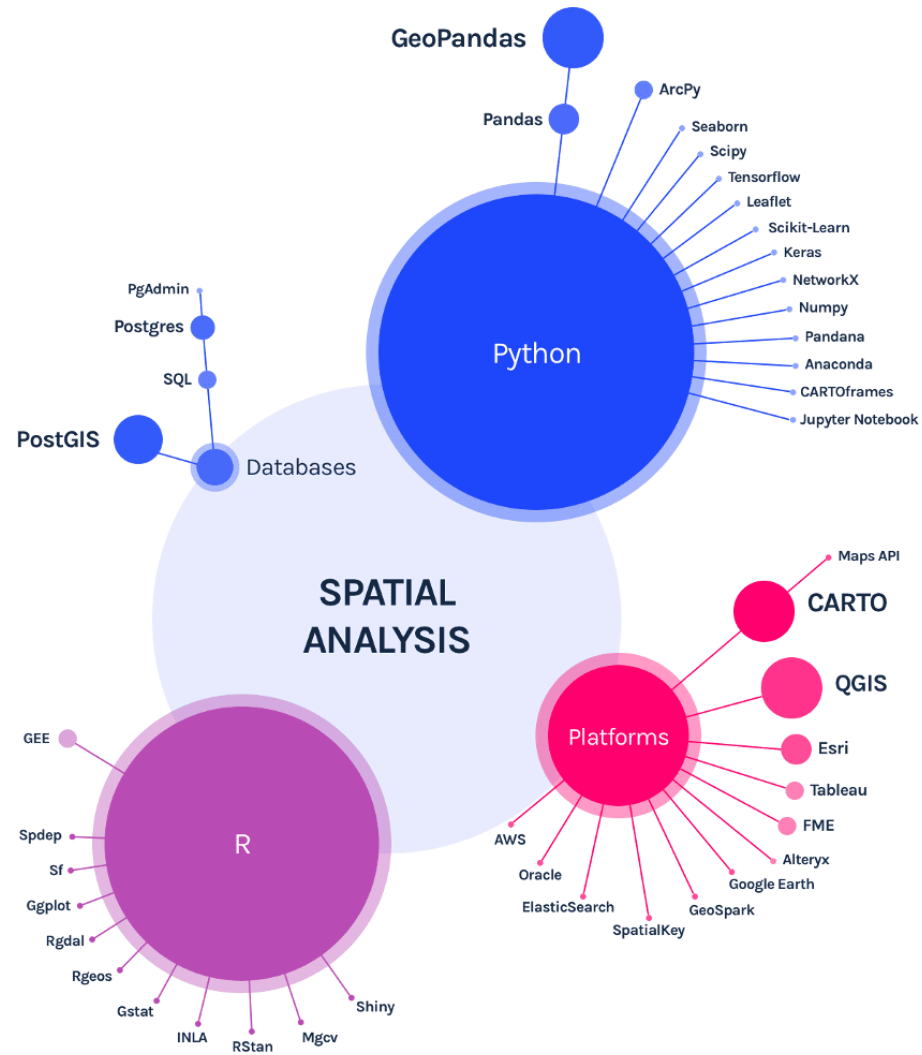 GeoPandas
Pandas
ArcPy
Seaborn
Scipy
Tensorflow
Leaflet
Scikit-Learn
Keras
NetworkX
Numpy
Pandana
Anaconda
CARTOframes
Jupyter Notebook
Python
PgAdmin
Postgres
SQL
PostGIS
Databases
SPATIAL
ANALYSIS
Maps API
CARTO
QGIS
Esri
Tableau
FME
Alteryx
Google Earth
GeoSpark
SpatialKey
ElasticSearch
Oracle
AWS
Platforms
GEE
Spdep
Sf
Ggplot
Rgdal
Rgeos
Gstat
INLA
RStan
Mgcv
Shiny
R